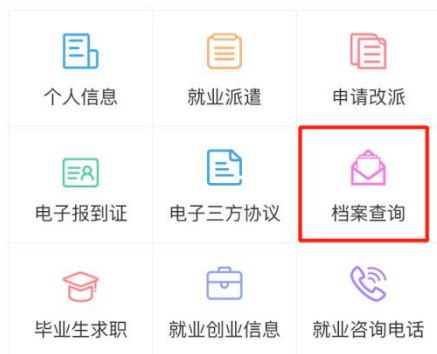 个人信息
就业派遣
申请改派
电子报到证
电子三方协议
档案查询
毕业生求职
就业创业信息
就业咨询电话